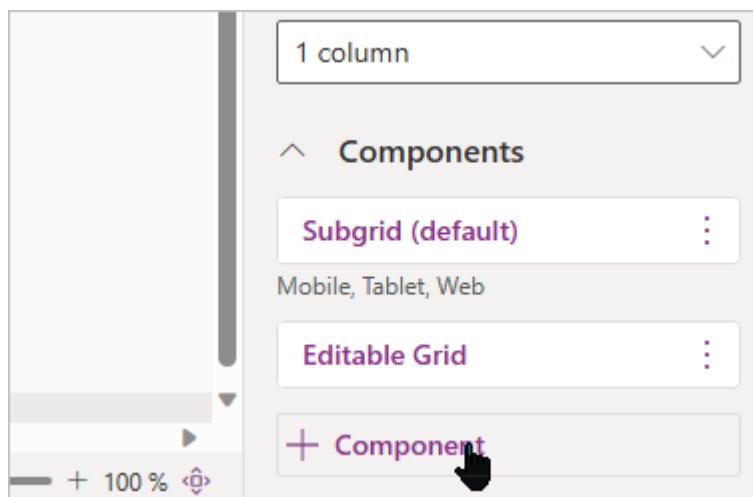 1 column
Components
Subgrid (default)
Mobile, Tablet, Web
Editable Grid
+ Component
+ 100 %